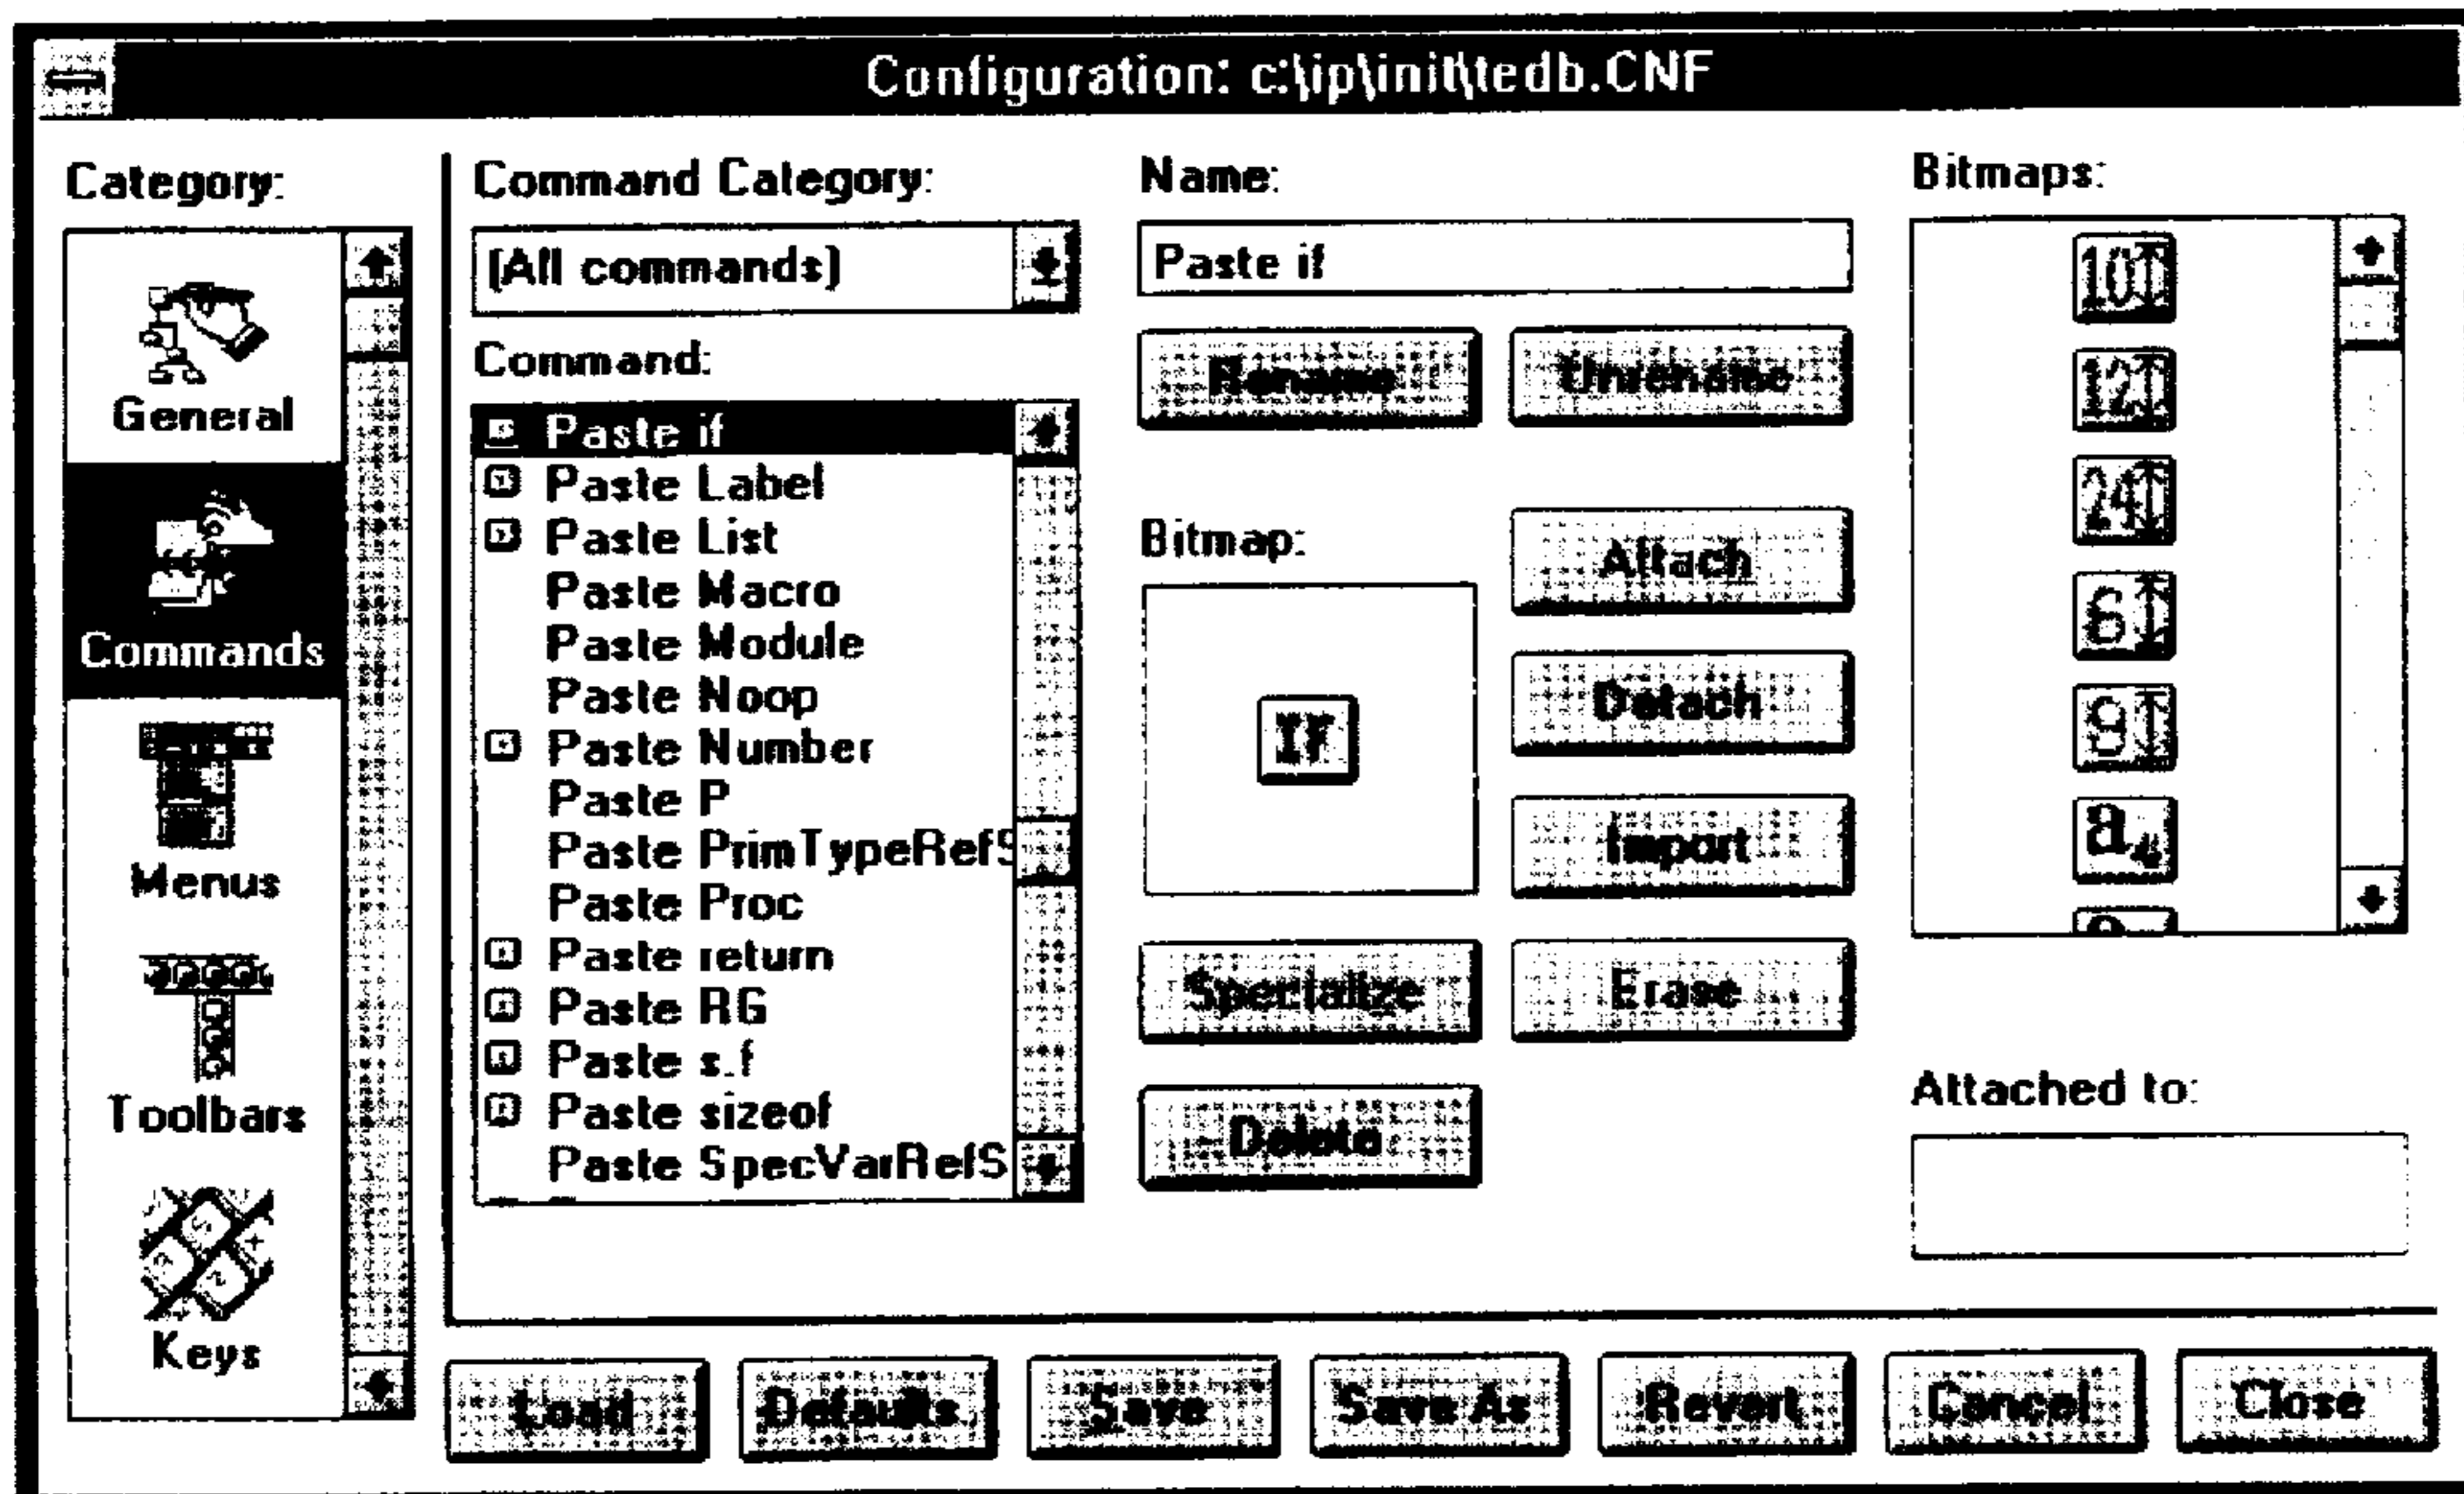 Configuration: c:\ip\init\tedb.CNF
Category:
General
Commands
Menus
Toolbars
Keys
Command Category:
(All commands)
Command:
Paste if
Paste Label
Paste List
Paste Macro
Paste Module
Paste Noop
Paste Number
Paste P
Paste PrimTypeRefS
Paste Proc
Paste return
Paste RG
Paste s.f
Paste sizeof
Paste SpecVarRefS
Name:
Paste if
Rename
Unrename
Bitmap:
IF
Attach
Detach
Import
Specialize
Erase
Delete
Bitmaps:
10
12
24
6
9
a
Attached to:
Load
Defaults
Save
Save As
Revert
Cancel
Close